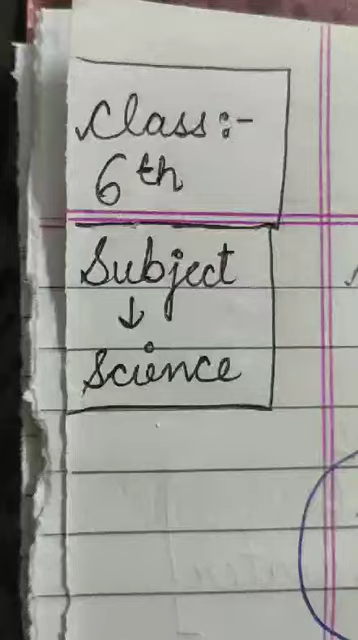 Class:-
6th
Subject
↓
Science